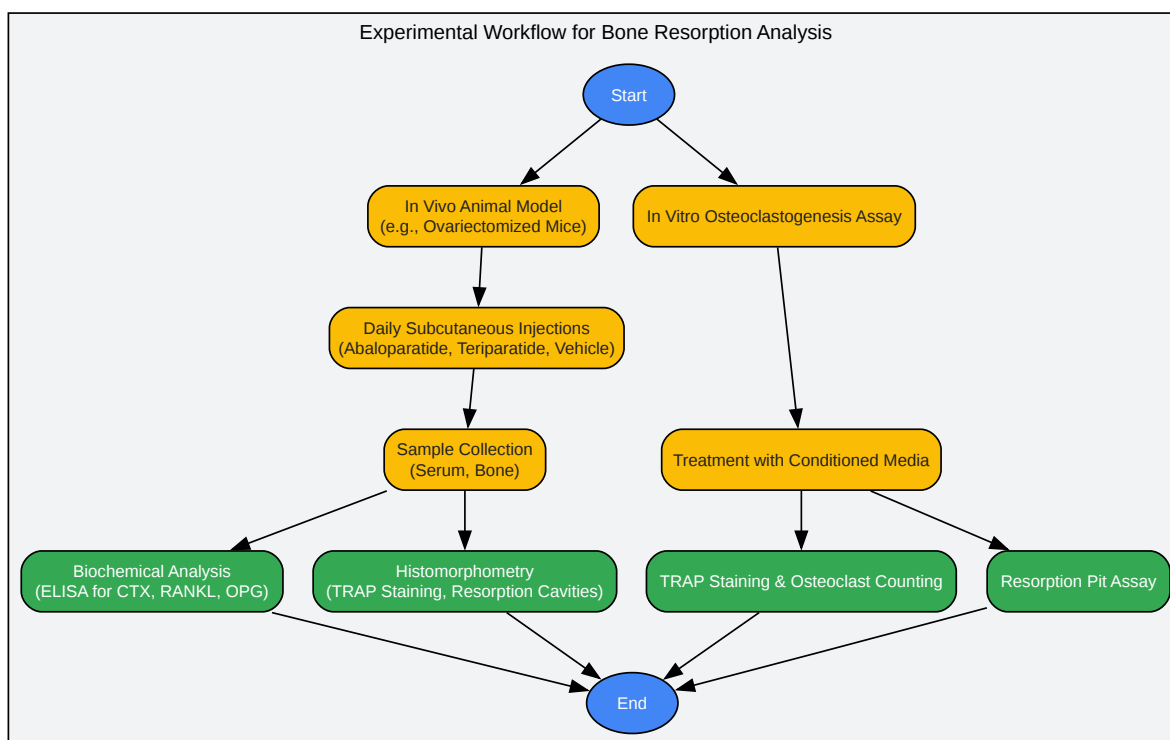 Experimental Workflow for Bone Resorption Analysis
Start
In Vivo Animal Model
(e.g., Ovariectomized Mice)
In Vitro Osteoclastogenesis Assay
Daily Subcutaneous Injections
(Abaloparatide, Teriparatide, Vehicle)
Sample Collection
(Serum, Bone)
Treatment with Conditioned Media
Biochemical Analysis
(ELISA for CTX, RANKL, OPG)
Histomorphometry
(TRAP Staining, Resorption Cavities)
TRAP Staining & Osteoclast Counting
Resorption Pit Assay
End